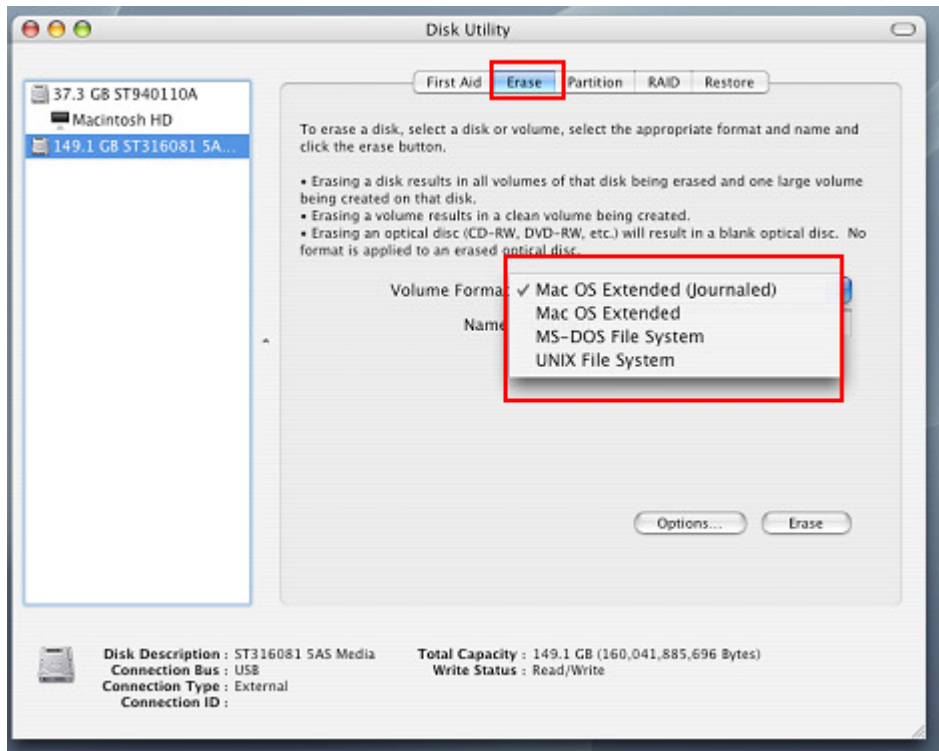 Disk Utility
37.3 GB ST940110A
Macintosh HD
149.1 GB ST316081 5A...
First Aid Erase Partition RAID Restore
To erase a disk, select a disk or volume, select the appropriate format and name and
click the erase button.
• Erasing a disk results in all volumes of that disk being erased and one large volume
being created on that disk.
• Erasing a volume results in a clean volume being created.
• Erasing an optical disc (CD-RW, DVD-RW, etc.) will result in a blank optical disc. No
format is applied to an erased optical disc.
Volume Format ✓ Mac OS Extended (Journaled)
Mac OS Extended
Name
MS-DOS File System
UNIX File System
Options... Erase
Disk Description : ST316081 5AS Media Total Capacity : 149.1 GB (160,041,885,696 Bytes)
Connection Bus : USB Write Status : Read/Write
Connection Type : External
Connection ID :